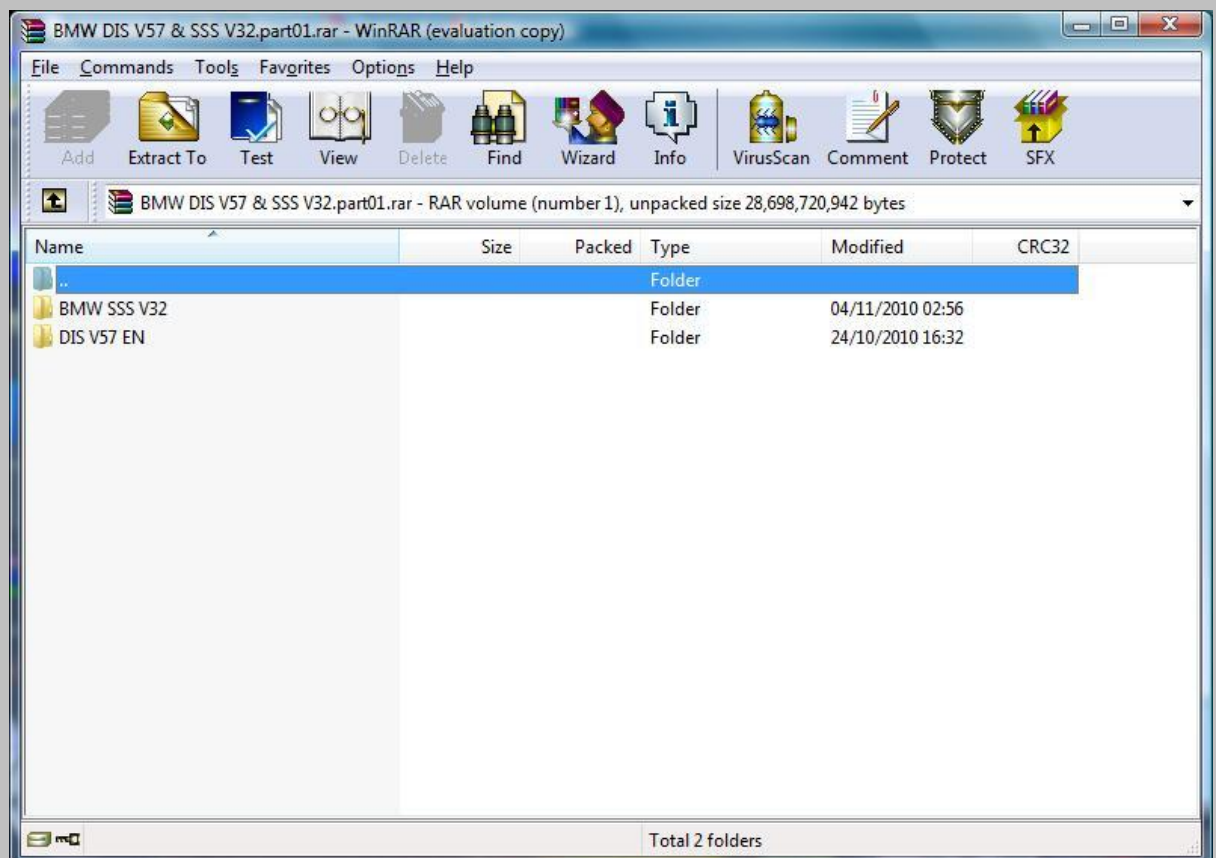 BMW DIS V57 & SSS V32.part01.rar - WinRAR (evaluation copy)
File Commands Tools Favorites Options Help
Add Extract To Test View Delete Find Wizard Info VirusScan Comment Protect SFX
BMW DIS V57 & SSS V32.part01.rar - RAR volume (number 1), unpacked size 28,698,720,942 bytes
Name Size Packed Type Modified CRC32
.. Folder
BMW SSS V32 Folder 04/11/2010 02:56
DIS V57 EN Folder 24/10/2010 16:32
Total 2 folders